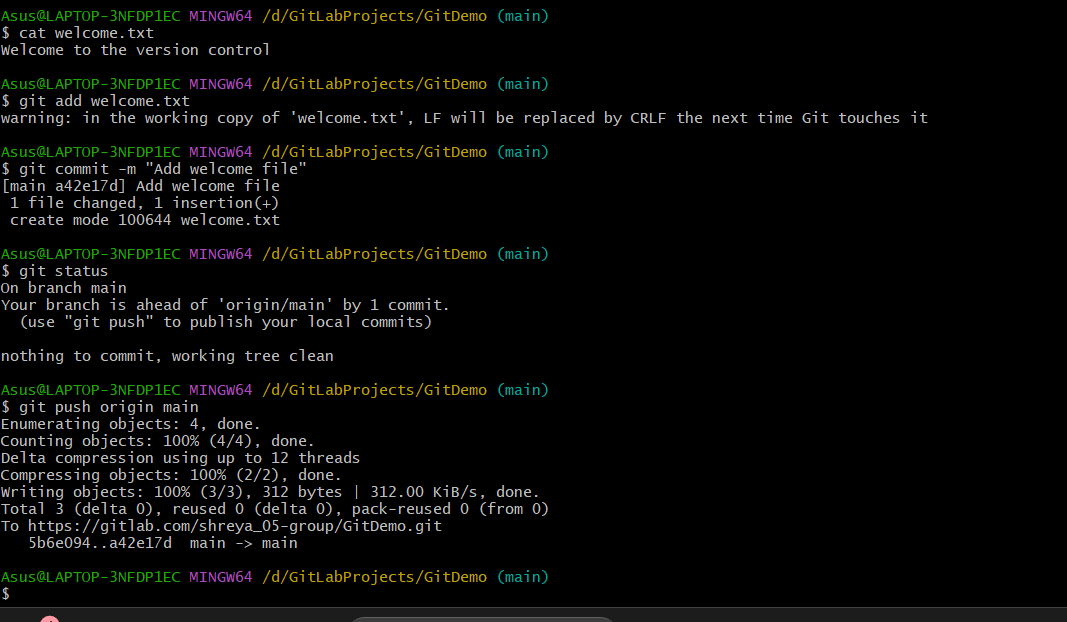 Asus@LAPTOP-3NFDP1EC MINGW64 /d/GitLabProjects/GitDemo (main)
$ cat welcome.txt
Welcome to the version control
Asus@LAPTOP-3NFDP1EC MINGW64 /d/GitLabProjects/GitDemo (main)
$ git add welcome.txt
warning: in the working copy of 'welcome.txt', LF will be replaced by CRLF the next time Git touches it
Asus@LAPTOP-3NFDP1EC MINGW64 /d/GitLabProjects/GitDemo (main)
$ git commit -m "Add welcome file"
[main a42e17d] Add welcome file
 1 file changed, 1 insertion(+)
 create mode 100644 welcome.txt
Asus@LAPTOP-3NFDP1EC MINGW64 /d/GitLabProjects/GitDemo (main)
$ git status
On branch main
Your branch is ahead of 'origin/main' by 1 commit.
  (use "git push" to publish your local commits)
nothing to commit, working tree clean
Asus@LAPTOP-3NFDP1EC MINGW64 /d/GitLabProjects/GitDemo (main)
$ git push origin main
Enumerating objects: 4, done.
Counting objects: 100% (4/4), done.
Delta compression using up to 12 threads
Compressing objects: 100% (2/2), done.
Writing objects: 100% (3/3), 312 bytes | 312.00 KiB/s, done.
Total 3 (delta 0), reused 0 (delta 0), pack-reused 0 (from 0)
To https://gitlab.com/shreya_05-group/GitDemo.git
   5b6e094..a42e17d  main -> main
Asus@LAPTOP-3NFDP1EC MINGW64 /d/GitLabProjects/GitDemo (main)
$